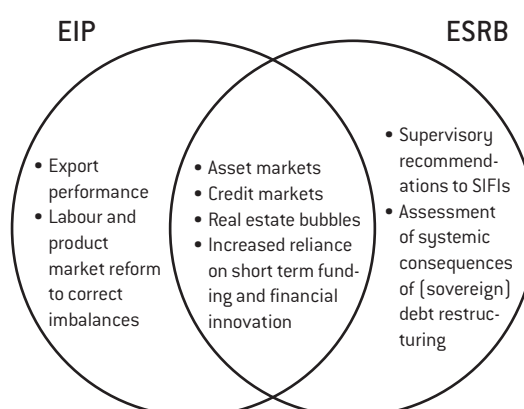 EIP
ESRB
• Export
performance
• Labour and
product
market reform
to correct
imbalances
• Asset markets
• Credit markets
• Real estate bubbles
• Increased reliance
on short term fund-
ing and financial
innovation
• Supervisory
recommend-
ations to SIFIs
• Assessment
of systemic
consequences
of (sovereign)
debt restruc-
turing